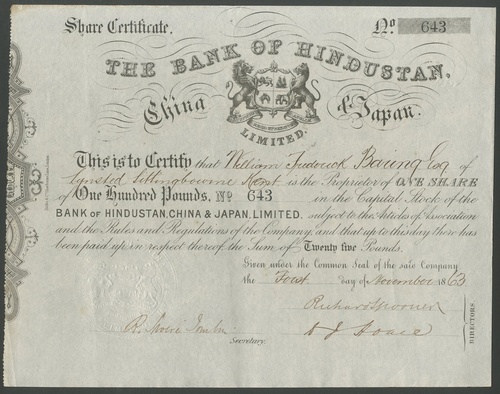 Share Certificate. No 643
THE BANK OF HINDUSTAN,
China & Japan.
LIMITED.
This is to Certify that William Frederick Baring Esq of
Lynsted Sittingbourne Kent is the Proprietor of ONE SHARE
of One Hundred Pounds. No 643 in the Capital Stock of the
BANK OF HINDUSTAN, CHINA & JAPAN, LIMITED. subject to the Articles of Association
and the Rules and Regulations of the Company, and that up to this day there has
been paid up in respect thereof the Sum of Twenty five Pounds.
Given under the Common Seal of the said Company
the First day of November 1863
Richard Spooner
Secretary.
DIRECTORS.